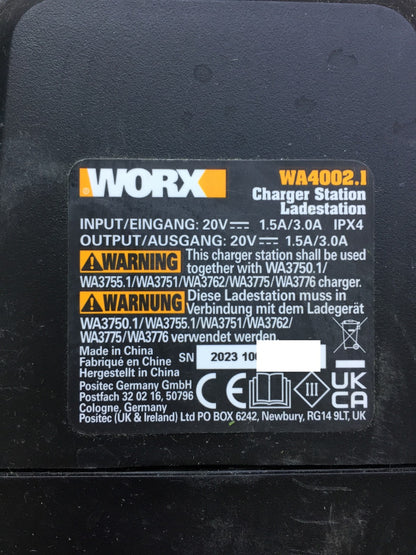 WORX
WA4002.1
Charger Station
Ladestation
INPUT/EINGANG: 20V⎓ 1.5A/3.0A IPX4
OUTPUT/AUSGANG: 20V⎓ 1.5A/3.0A
WARNING This charger station shall be used
together with WA3750.1/
WA3755.1/WA3751/WA3762/WA3775/WA3776 charger.
WARNUNG Diese Ladestation muss in
Verbindung mit dem Ladegerät
WA3750.1/WA3755.1/WA3751/WA3762/
WA3775/WA3776 verwendet werden.
Made in China
Fabriqué en Chine SN 2023 10
Hergestellt in China
Positec Germany GmbH
Postfach 32 02 16, 50796
Cologne, Germany
CE III UK CA
Positec (UK & Ireland) Ltd PO BOX 6242, Newbury, RG14 9LT, UK